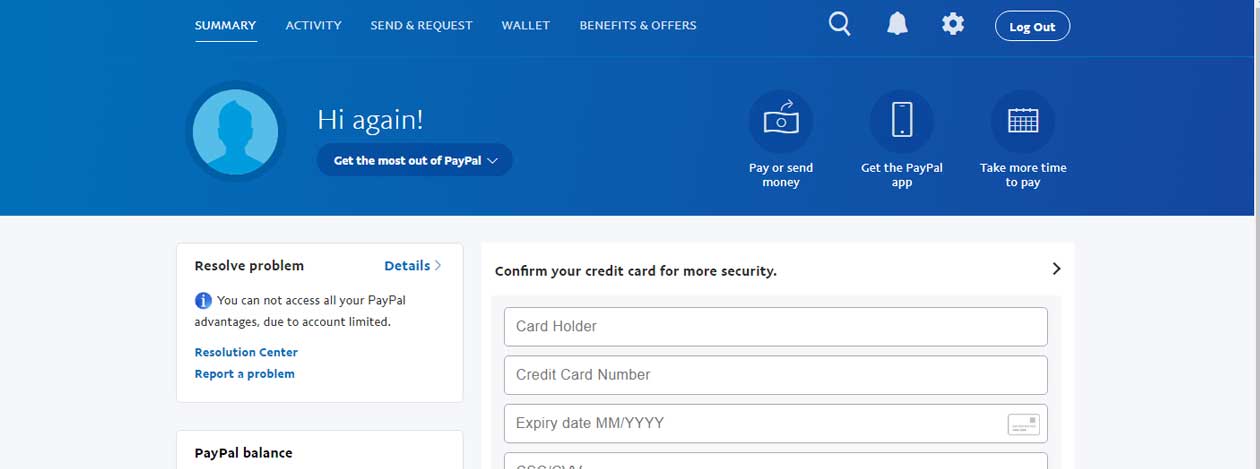 SUMMARY ACTIVITY SEND & REQUEST WALLET BENEFITS & OFFERS Log Out
Hi again!
Get the most out of PayPal
Pay or send
money
Get the PayPal
app
Take more time
to pay
Resolve problem Details
You can not access all your PayPal
advantages, due to account limited.
Resolution Center
Report a problem
PayPal balance
Confirm your credit card for more security.
Card Holder
Credit Card Number
Expiry date MM/YYYY